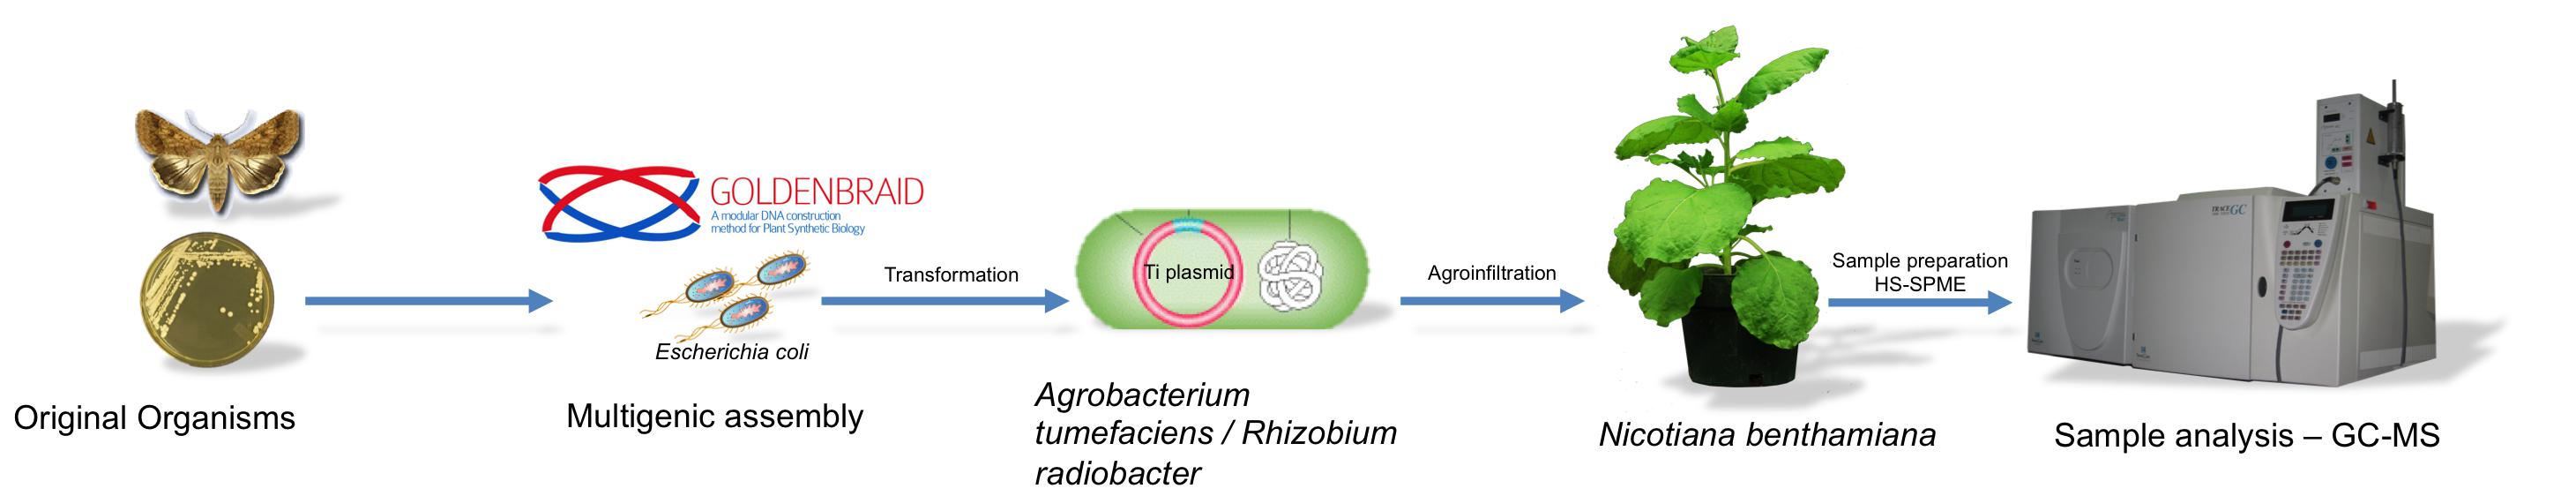 GOLDENBRAID
A modular DNA construction
method for Plant Synthetic Biology
Escherichia coli
Transformation
Ti plasmid
Agroinfiltration
Sample preparation
HS-SPME
TRACE GC
Original Organisms
Multigenic assembly
Agrobacterium
tumefaciens / Rhizobium
radiobacter
Nicotiana benthamiana
Sample analysis – GC-MS